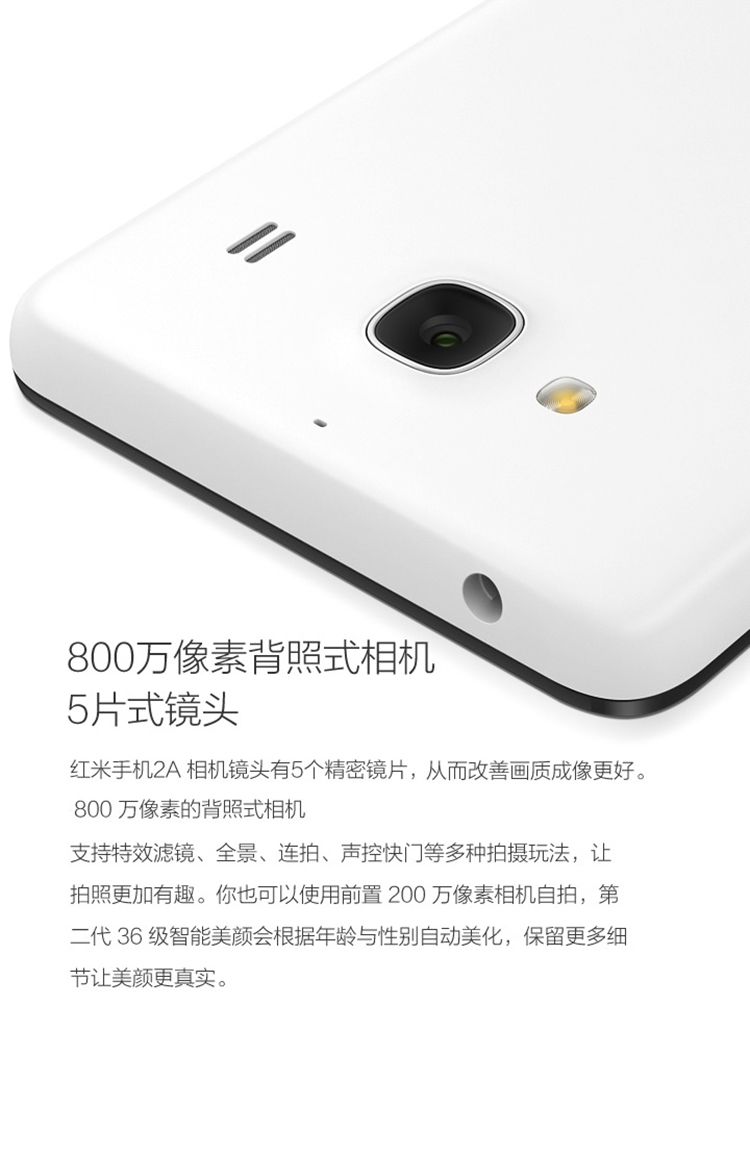 800万像素背照式相机
5片式镜头
红米手机2A 相机镜头有5个精密镜片，从而改善画质成像更好。
800 万像素的背照式相机
支持特效滤镜、全景、连拍、声控快门等多种拍摄玩法，让
拍照更加有趣。你也可以使用前置 200 万像素相机自拍，第
二代 36 级智能美颜会根据年龄与性别自动美化，保留更多细
节让美颜更真实。